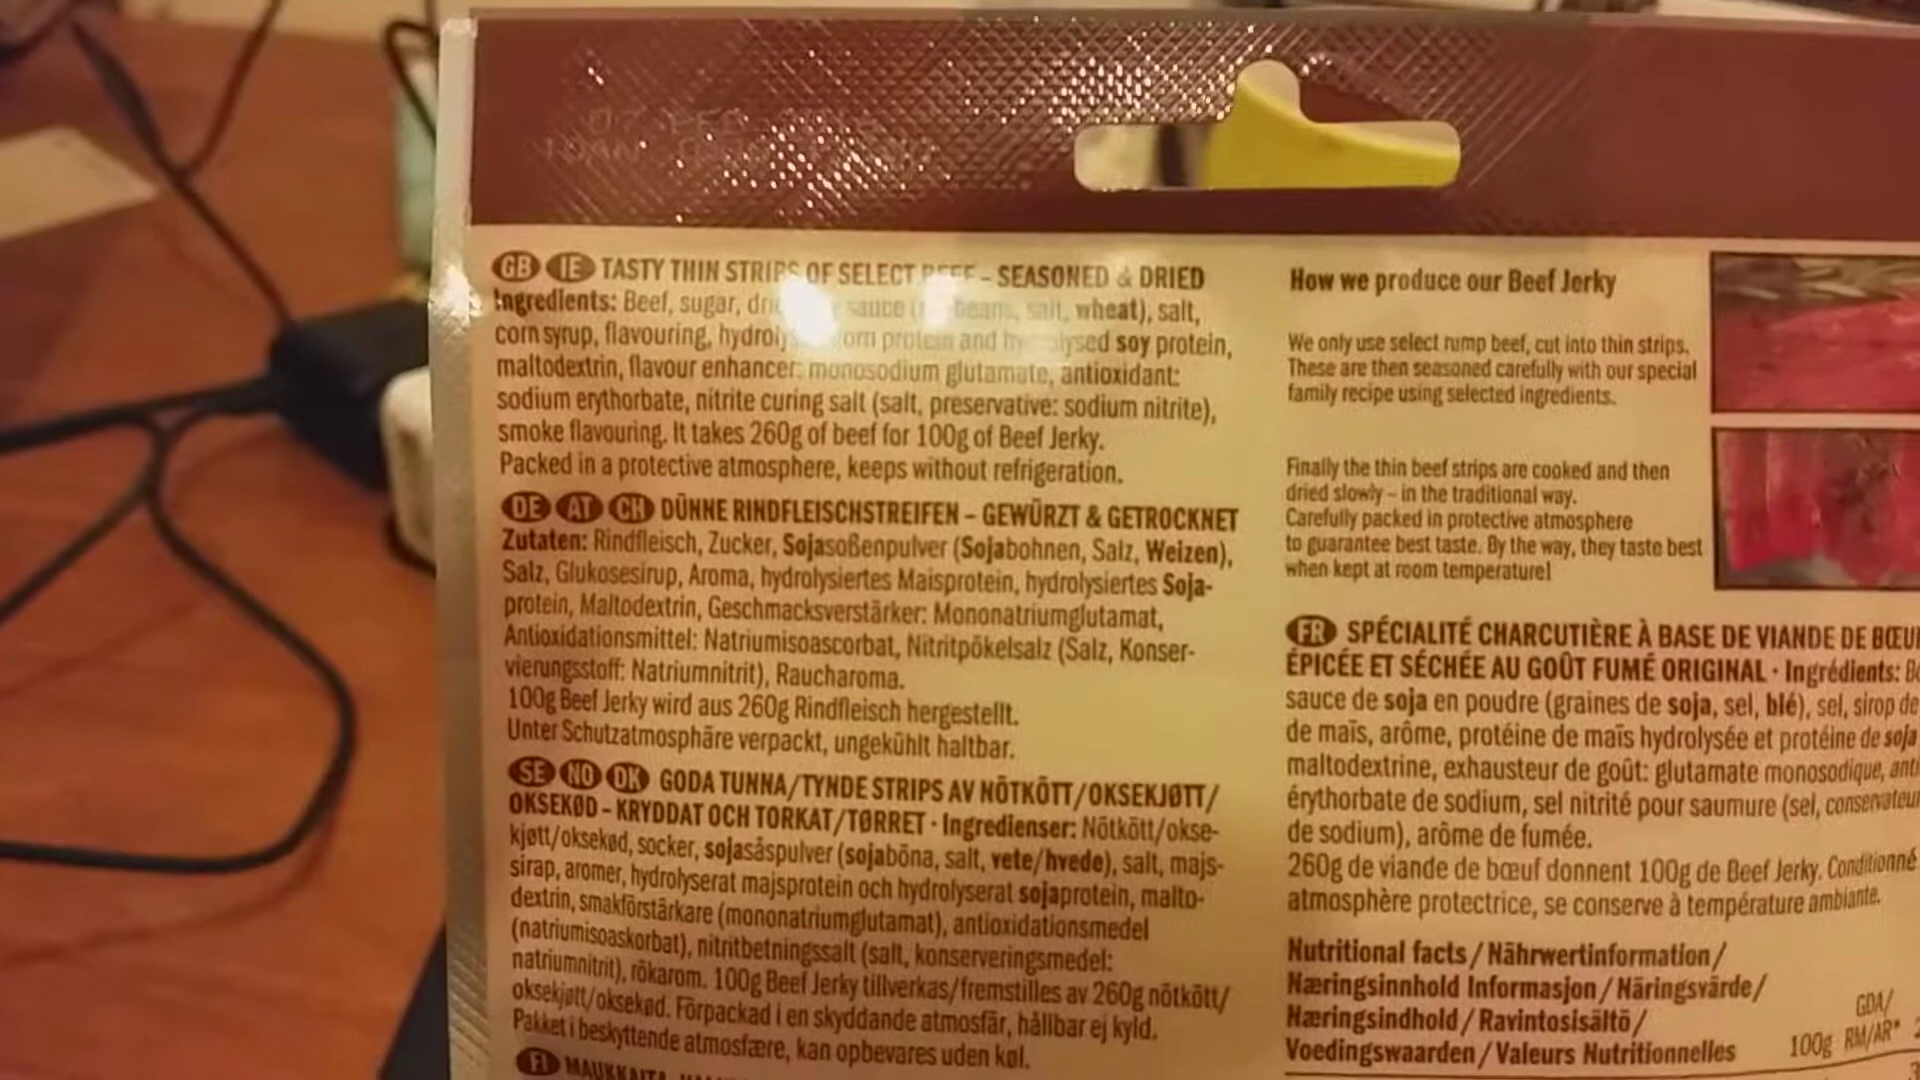 GB IE TASTY THIN STRIPS OF SELECT BEEF – SEASONED & DRIED
Ingredients: Beef, sugar, sauce beans, salt, wheat), salt,
corn syrup, flavouring, protein and soy protein,
maltodextrin, flavour enhancer: monosodium glutamate, antioxidant:
sodium erythorbate, nitrite curing salt (salt, preservative: sodium nitrite),
smoke flavouring. It takes 260g of beef for 100g of Beef Jerky.
Packed in a protective atmosphere, keeps without refrigeration.
DE AT CH DÜNNE RINDFLEISCHSTREIFEN – GEWÜRZT & GETROCKNET
Zutaten: Rindfleisch, Zucker, Sojasoßenpulver (Sojabohnen, Salz, Weizen),
Salz, Glukosesirup, Aroma, hydrolysiertes Maisprotein, hydrolysiertes Soja-
protein, Maltodextrin, Geschmacksverstärker: Mononatriumglutamat,
Antioxidationsmittel: Natriumisoascorbat, Nitritpökelsalz (Salz, Konser-
vierungsstoff: Natriumnitrit), Raucharoma.
100g Beef Jerky wird aus 260g Rindfleisch hergestellt.
Unter Schutzatmosphäre verpackt, ungekühlt haltbar.
SE NO DK GODA TUNNA/TYNDE STRIPS AV NÖTKÖTT/OKSEKJØTT/
OKSEKØD – KRYDDAT OCH TORKAT/TØRRET · Ingredienser: Nötkött/okse-
kjøtt/oksekød, socker, sojasåspulver (sojaböna, salt, vete/hvede), salt, majs-
sirap, aromer, hydrolyserat majsprotein och hydrolyserat sojaprotein, malto-
dextrin, smakförstärkare (mononatriumglutamat), antioxidationsmedel
(natriumisoaskorbat), nitritbetningssalt (salt, konserveringsmedel:
natriumnitrit), rökarom. 100g Beef Jerky tillverkas/fremstilles av 260g nötkött/
oksekjøtt/oksekød. Förpackad i en skyddande atmosfär, hållbar ej kyld.
Pakket i beskyttende atmosfære, kan opbevares uden køl.
FI
How we produce our Beef Jerky
We only use select rump beef, cut into thin strips.
These are then seasoned carefully with our special
family recipe using selected ingredients.
Finally the thin beef strips are cooked and then
dried slowly – in the traditional way.
Carefully packed in protective atmosphere
to guarantee best taste. By the way, they taste best
when kept at room temperature!
FR SPÉCIALITÉ CHARCUTIÈRE À BASE DE VIANDE DE
ÉPICÉE ET SÉCHÉE AU GOÛT FUMÉ ORIGINAL · Ingrédients:
sauce de soja en poudre (graines de soja, sel, blé), sel, sirop de
de maïs, arôme, protéine de maïs hydrolysée et protéine de soja
maltodextrine, exhausteur de goût: glutamate monosodique,
érythorbate de sodium, sel nitrité pour saumure (sel, conservateur
de sodium), arôme de fumée.
260g de viande de bœuf donnent 100g de Beef Jerky. Conditionné
atmosphère protectrice, se conserve à température ambiante.
Nutritional facts / Nährwertinformation /
Næringsinnhold Informasjon / Näringsvärde /
Næringsindhold / Ravintosisältö /
Voedingswaarden / Valeurs Nutritionnelles
100g
GDA/
RM/AR*